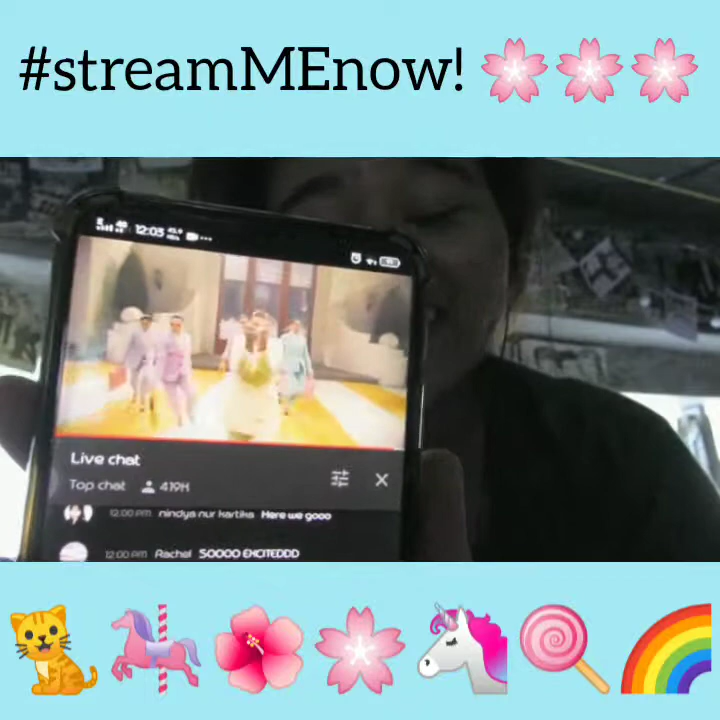 #streamMEnow!
12:03
Live chat
Top chat 419K
12:00 PM nindya nur kartika Here we gooo
12:00 PM Rachel SOOOO EXCITEDDD